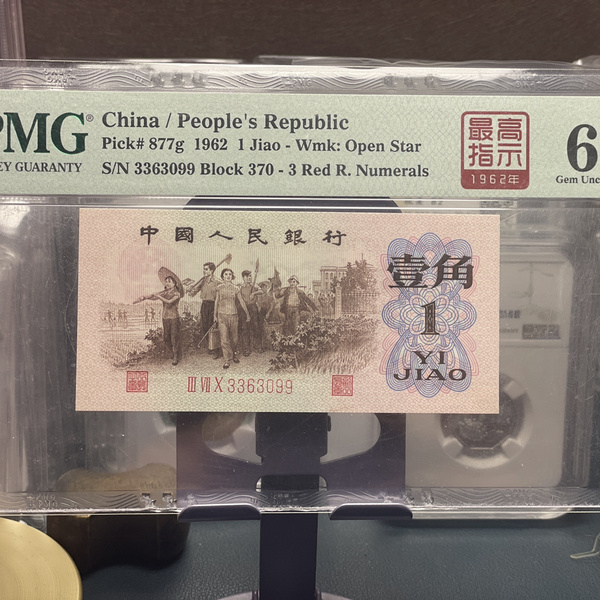 PMG®
EY GUARANTY
China / People's Republic
Pick# 877g 1962 1 Jiao - Wmk: Open Star
S/N 3363099 Block 370 - 3 Red R. Numerals
最高
指示
1962年
6
Gem Unc
中國人民銀行
壹角
1
YI
JIAO
III VII X 3363099